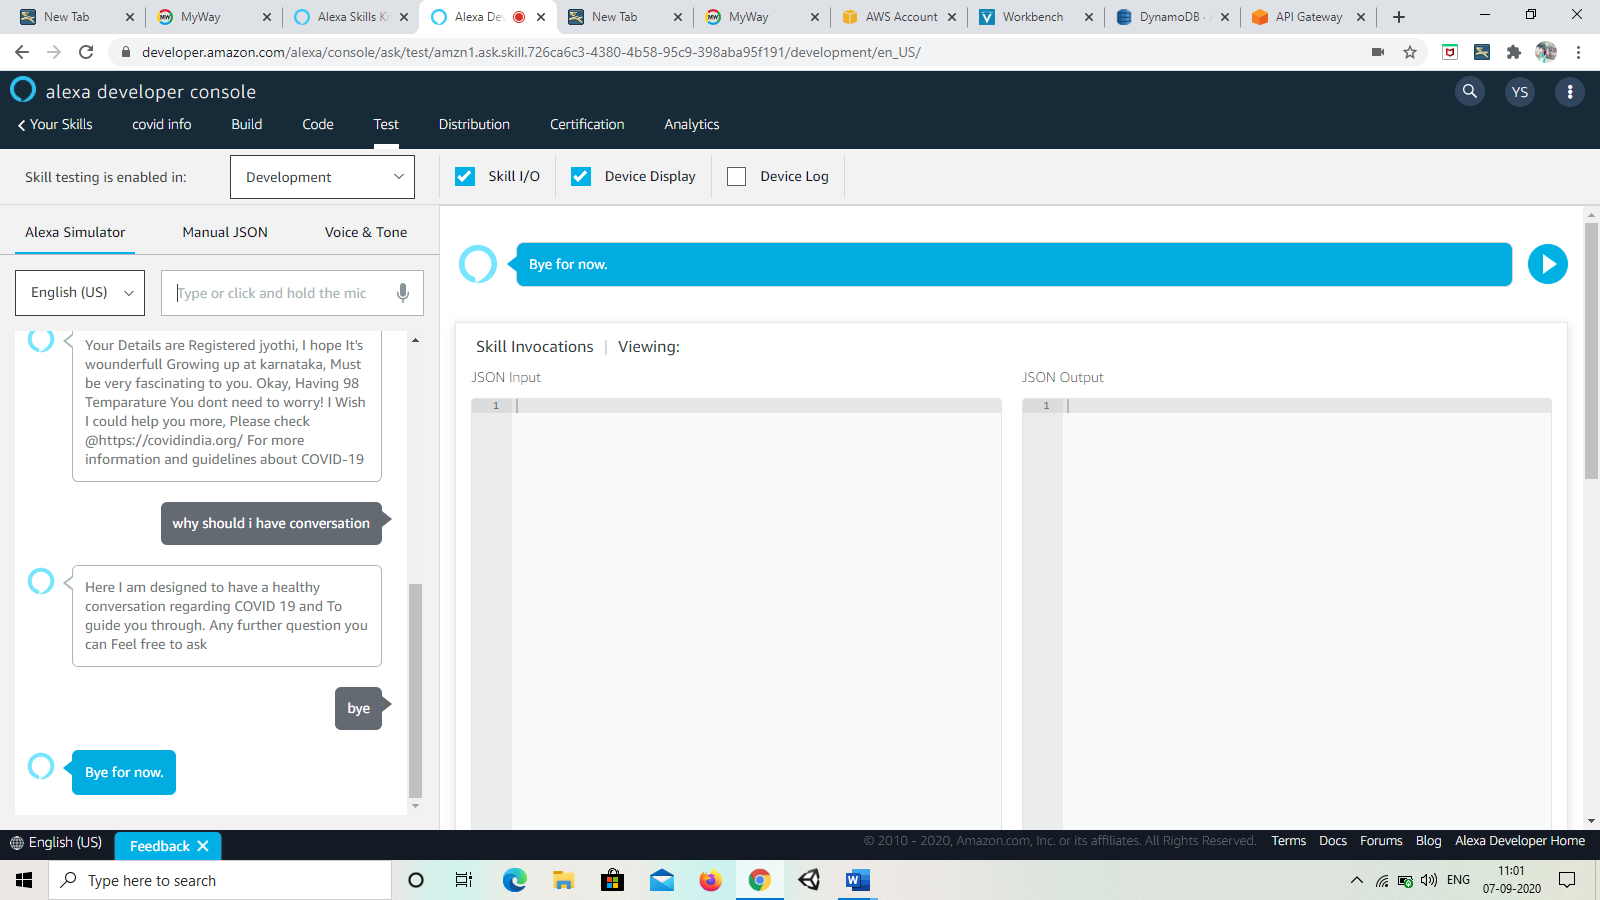 New Tab
MyWay
Alexa Skills Ki
Alexa De
New Tab
MyWay
AWS Account
Workbench
DynamoDB ·
API Gateway
developer.amazon.com/alexa/console/ask/test/amzn1.ask.skill.726ca6c3-4380-4b58-95c9-398aba95f191/development/en_US/
alexa developer console
YS
Your Skills
covid info
Build
Code
Test
Distribution
Certification
Analytics
Skill testing is enabled in:
Development
Skill I/O
Device Display
Device Log
Alexa Simulator
Manual JSON
Voice & Tone
English (US)
Type or click and hold the mic
Your Details are Registered jyothi, I hope It's
wounderfull Growing up at karnataka, Must
be very fascinating to you. Okay, Having 98
Temparature You dont need to worry! I Wish
I could help you more, Please check
@https://covidindia.org/ For more
information and guidelines about COVID-19
why should i have conversation
Here I am designed to have a healthy
conversation regarding COVID 19 and To
guide you through. Any further question you
can Feel free to ask
bye
Bye for now.
Bye for now.
Skill Invocations | Viewing:
JSON Input
1
JSON Output
1
English (US)
Feedback
© 2010 - 2020, Amazon.com, Inc. or its affiliates. All Rights Reserved.
Terms
Docs
Forums
Blog
Alexa Developer Home
Type here to search
ENG
11:01
07-09-2020